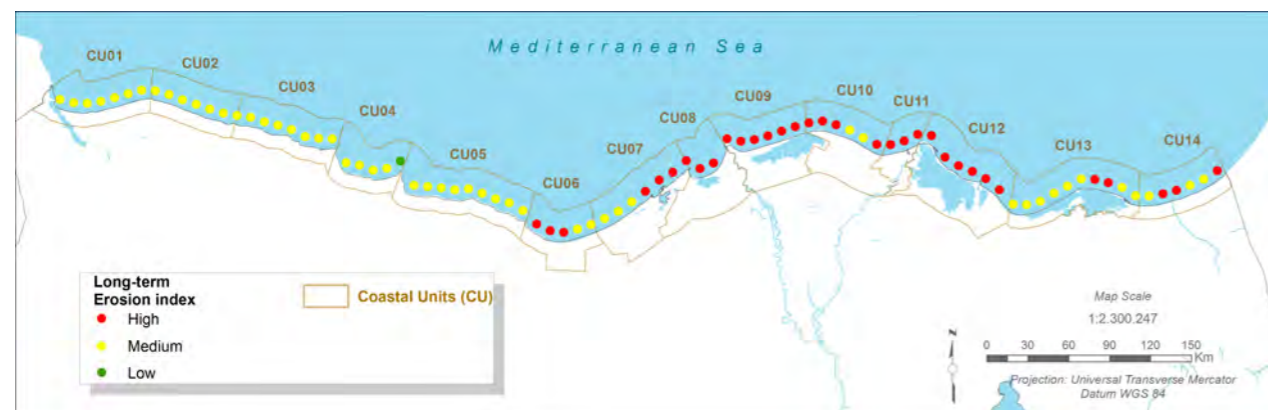 Mediterranean Sea
CU01
CU02
CU03
CU04
CU05
CU06
CU07
CU08
CU09
CU10
CU11
CU12
CU13
CU14
Long-term
Erosion index
High
Medium
Low
Coastal Units (CU)
Map Scale
1:2.300.247
N
0 30 60 90 120 150
Km
Projection: Universal Transverse Mercator
Datum WGS 84